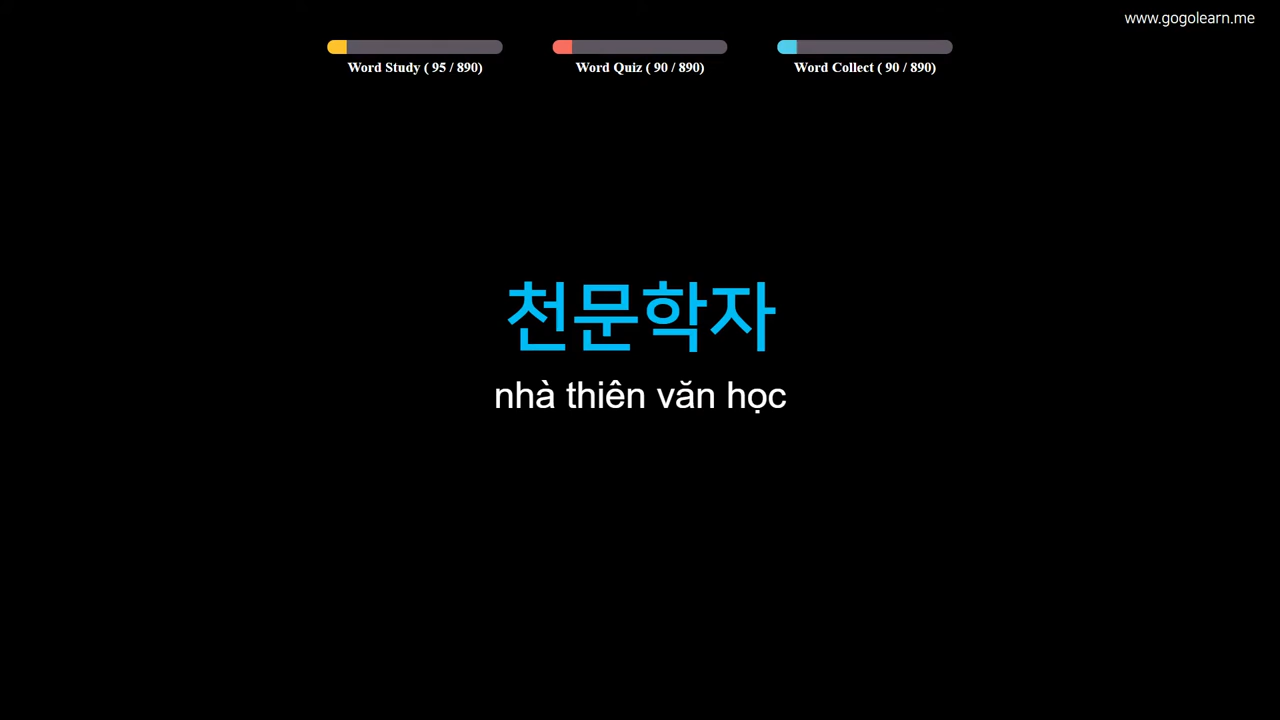 www.gogolearn.me
Word Study ( 95 / 890)
Word Quiz ( 90 / 890)
Word Collect ( 90 / 890)
천문학자
nhà thiên văn học